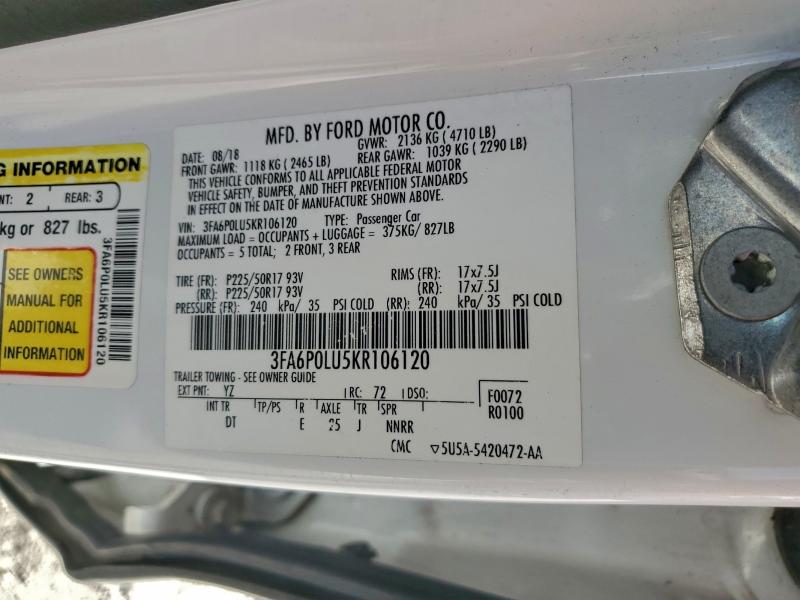 G INFORMATION
NT: 2 REAR: 3
kg or 827 lbs.
SEE OWNERS
MANUAL FOR
ADDITIONAL
INFORMATION
3FA6P0LU5KR106120
MFD. BY FORD MOTOR CO.
08/18 GVWR: 2136 KG ( 4710 LB)
FRONT GAWR: 1118 KG ( 2465 LB) REAR GAWR: 1039 KG ( 2290 LB)
THIS VEHICLE CONFORMS TO ALL APPLICABLE FEDERAL MOTOR
VEHICLE SAFETY, BUMPER, AND THEFT PREVENTION STANDARDS
IN EFFECT ON THE DATE OF MANUFACTURE SHOWN ABOVE.
VIN: 3FA6P0LU5KR106120 TYPE: Passenger Car
MAXIMUM LOAD = OCCUPANTS + LUGGAGE = 375KG/ 827LB
OCCUPANTS = 5 TOTAL; 2 FRONT, 3 REAR
TIRE (FR): P225/50R17 93V RIMS (FR): 17x7.5J
(RR): P225/50R17 93V (RR): 17x7.5J
PRESSURE (FR): 240 kPa/ 35 PSI COLD (RR): 240 kPa/ 35 PSI COLD
3FA6P0LU5KR106120
TRAILER TOWING - SEE OWNER GUIDE
EXT PNT: YZ RC: 72 DSO: F0072
INT TR TP/PS R AXLE TR SPR R0100
DT E 25 J NNRR
CMC ▽5U5A-5420472-AA